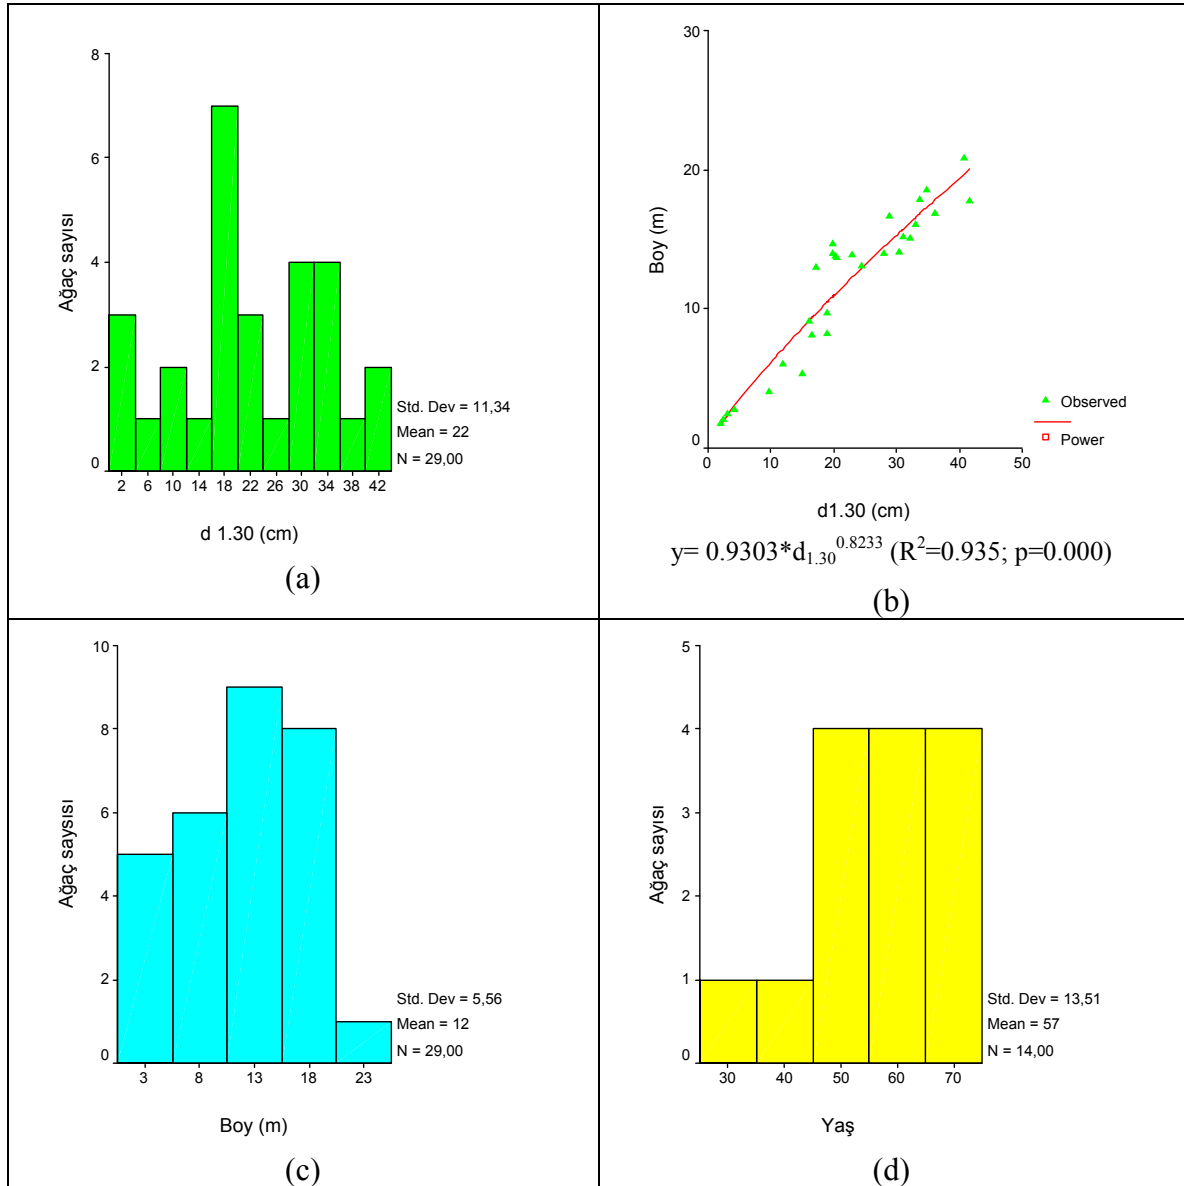 8
6
4
2
0
Ağaç sayısı
2 6 10 14 18 22 26 30 34 38 42
d 1.30 (cm)
Std. Dev = 11,34
Mean = 22
N = 29,00
(a)
30
20
10
0
Boy (m)
0 10 20 30 40 50
d1.30 (cm)
Observed
Power
y= 0.9303*d1.30^0.8233 (R²=0.935; p=0.000)
(b)
10
8
6
4
2
0
Ağaç saysısı
3 8 13 18 23
Boy (m)
Std. Dev = 5,56
Mean = 12
N = 29,00
(c)
5
4
3
2
1
0
Ağaç sayısı
30 40 50 60 70
Yaş
Std. Dev = 13,51
Mean = 57
N = 14,00
(d)